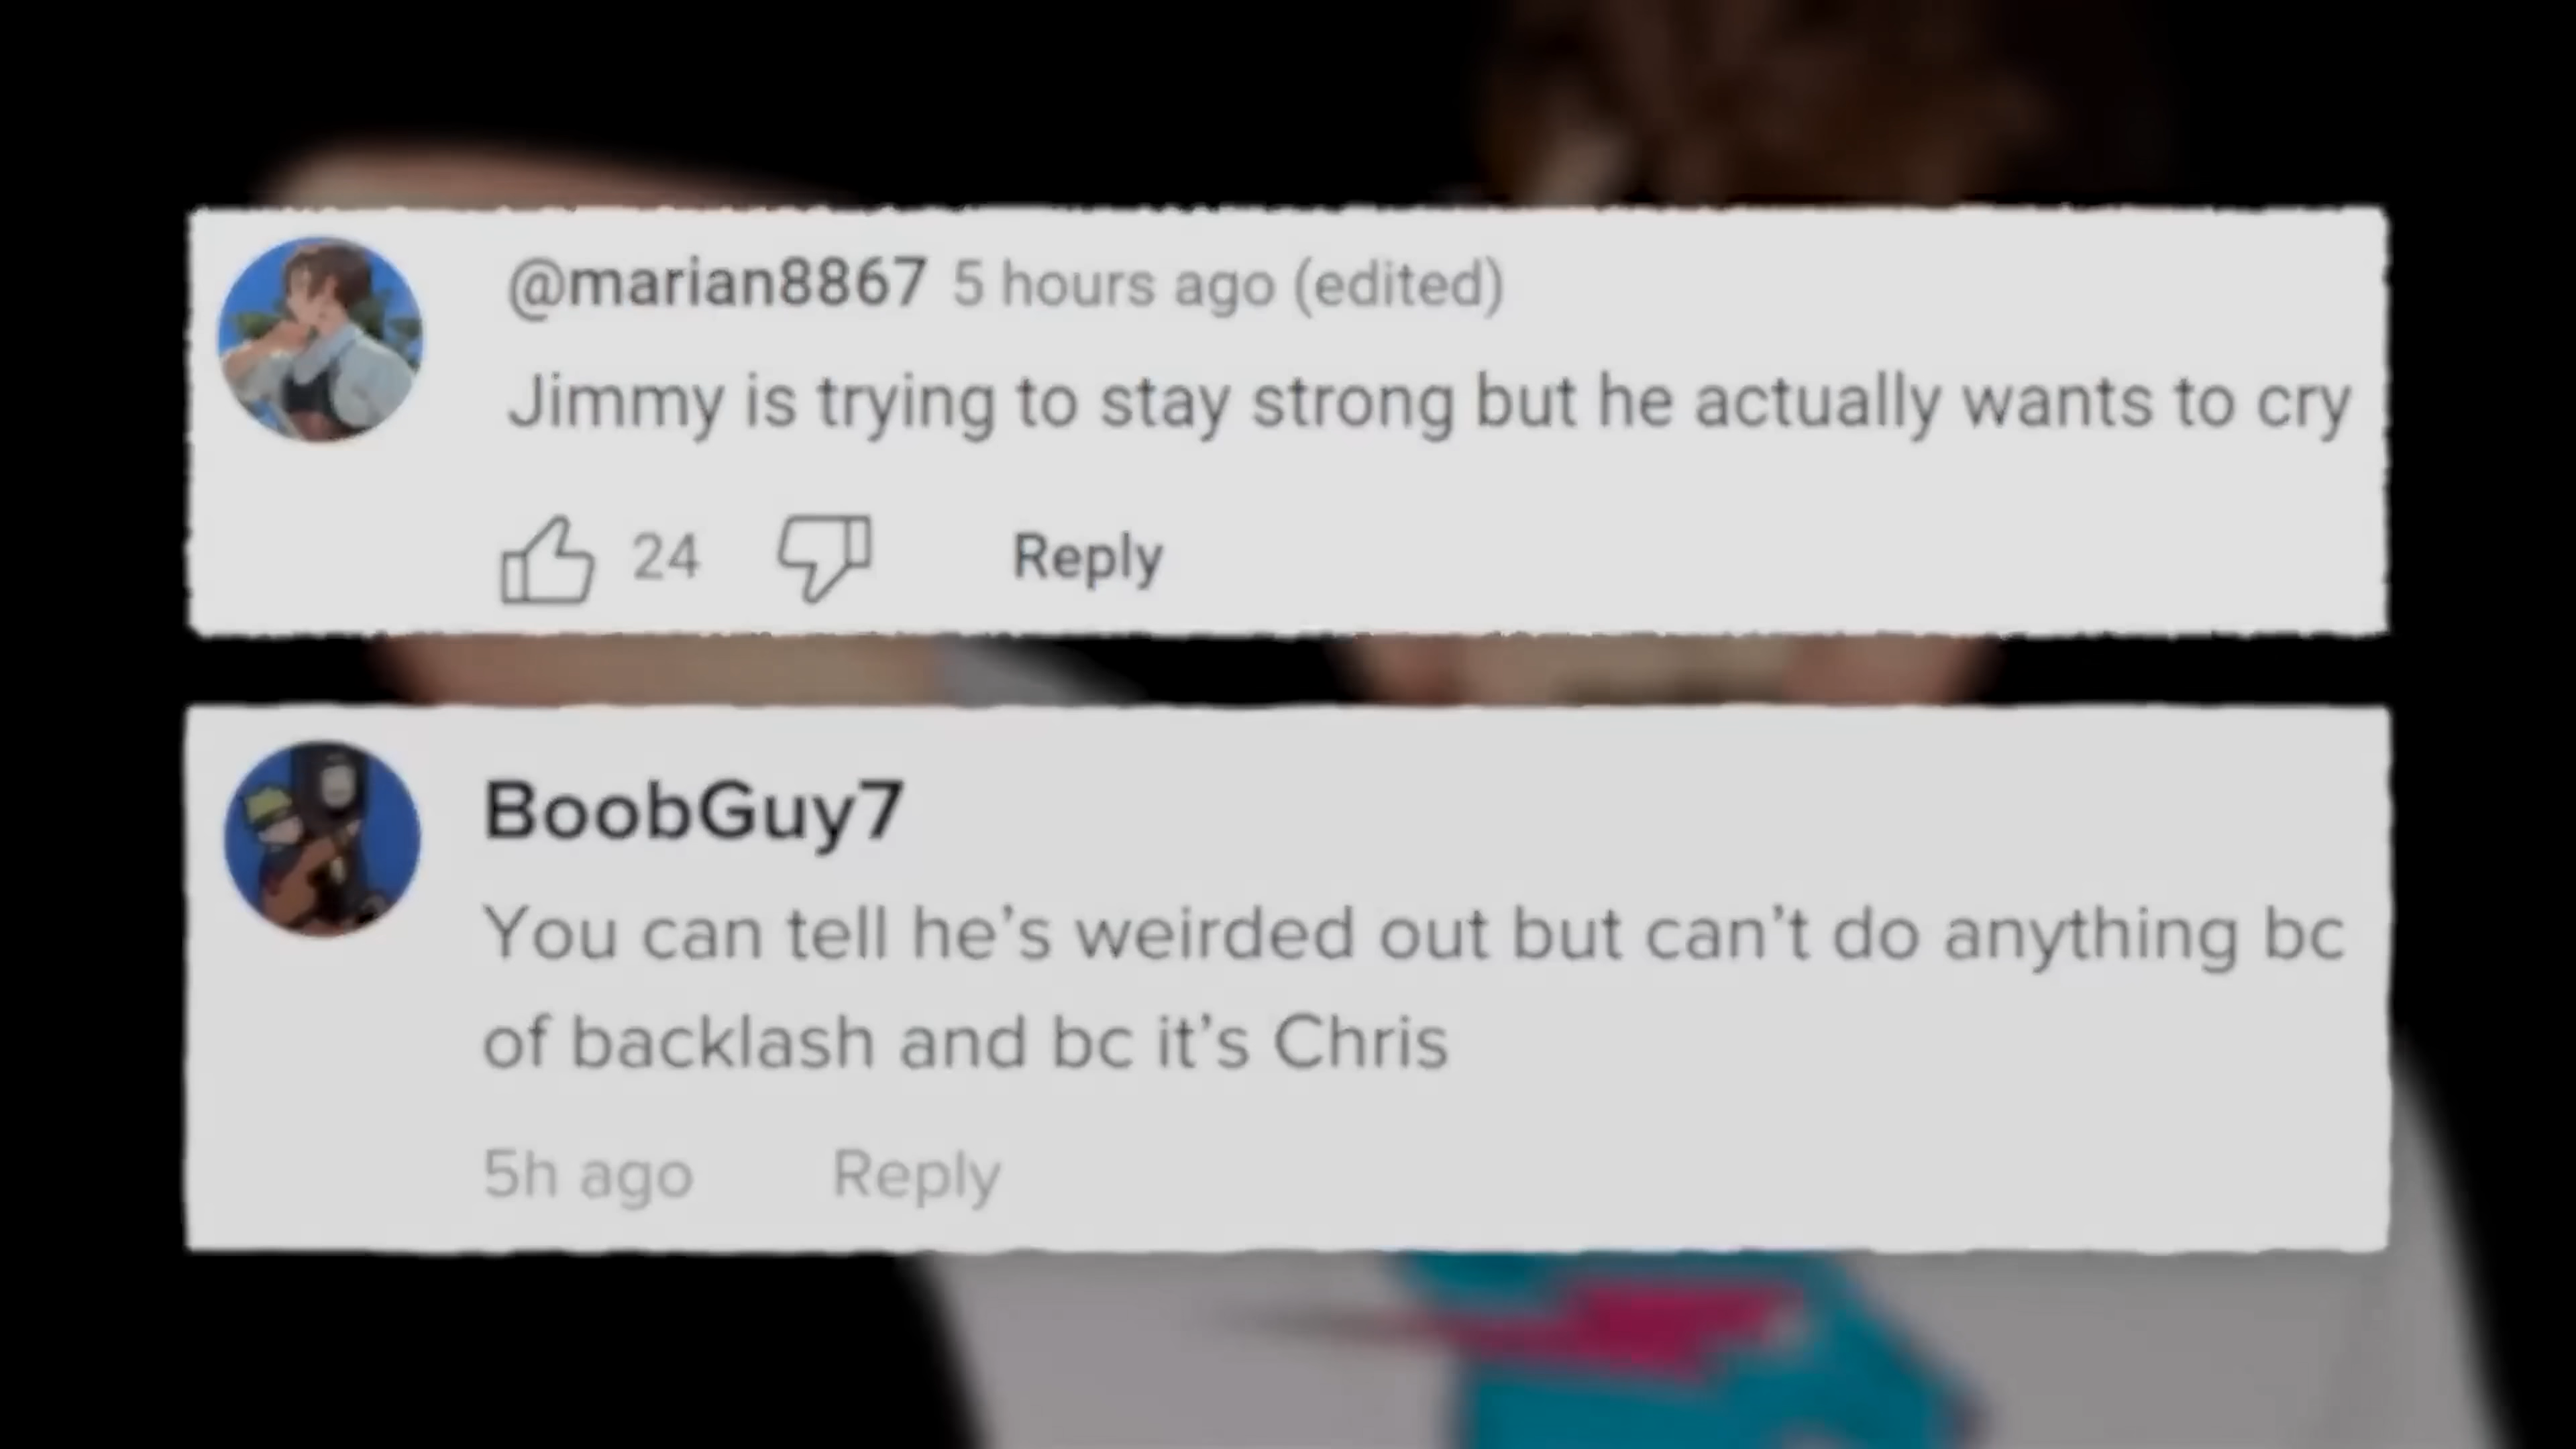 @marian8867 5 hours ago (edited)
Jimmy is trying to stay strong but he actually wants to cry
24 Reply
BoobGuy7
You can tell he's weirded out but can't do anything bc
of backlash and bc it's Chris
5h ago Reply